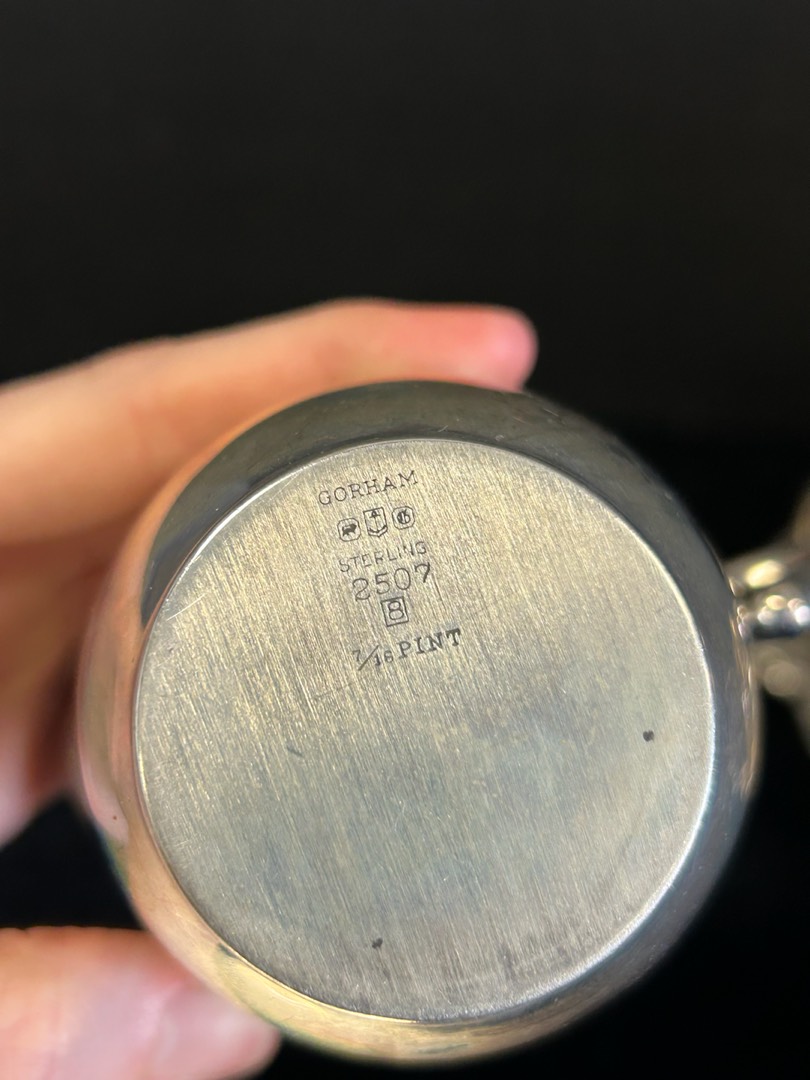 GORHAM
STERLING
2507
8
7/16 PINT